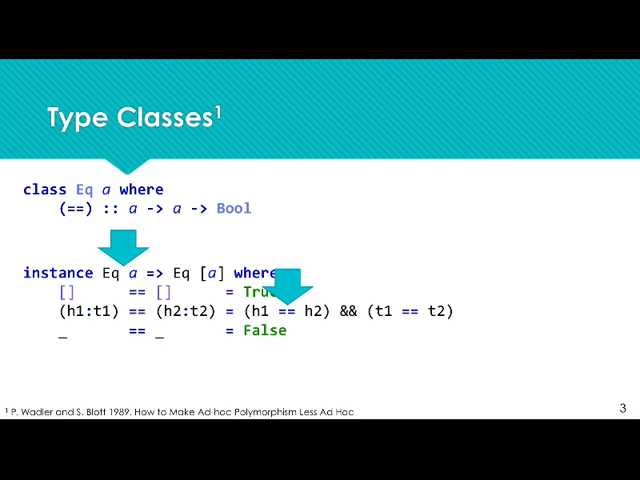 Type Classes¹
class Eq a where
(==) :: a -> a -> Bool
instance Eq a => Eq [a] where
[] == [] = True
(h1:t1) == (h2:t2) = (h1 == h2) && (t1 == t2)
_ == _ = False
¹ P. Wadler and S. Blott 1989. How to Make Ad-hoc Polymorphism Less Ad Hoc
3